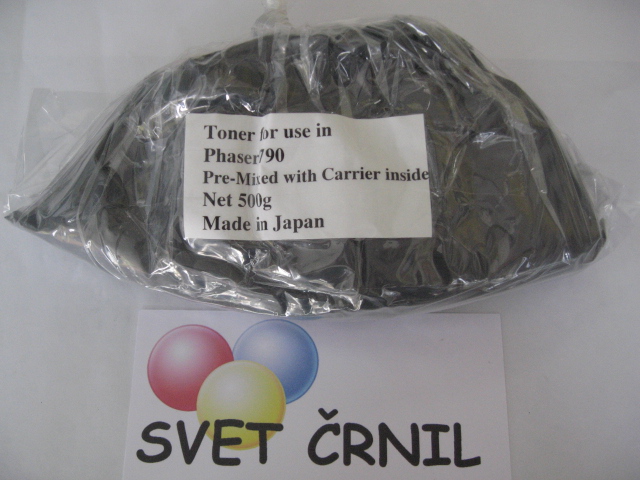 Toner for use in
Phaser790
Pre-Mixed with Carrier inside
Net 500g
Made in Japan
SVET ČRNIL